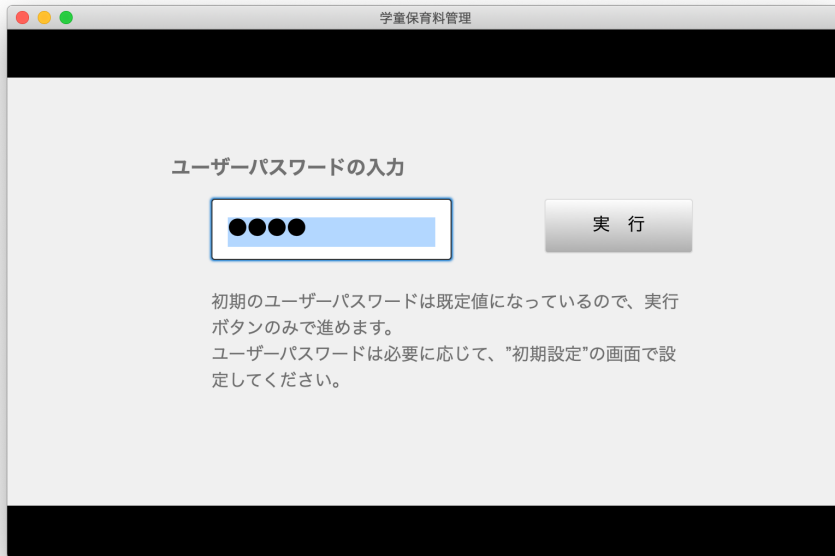 学童保育料管理
ユーザーパスワードの入力
●●●●
実　行
初期のユーザーパスワードは既定値になっているので、実行
ボタンのみで進めます。
ユーザーパスワードは必要に応じて、”初期設定”の画面で設
定してください。